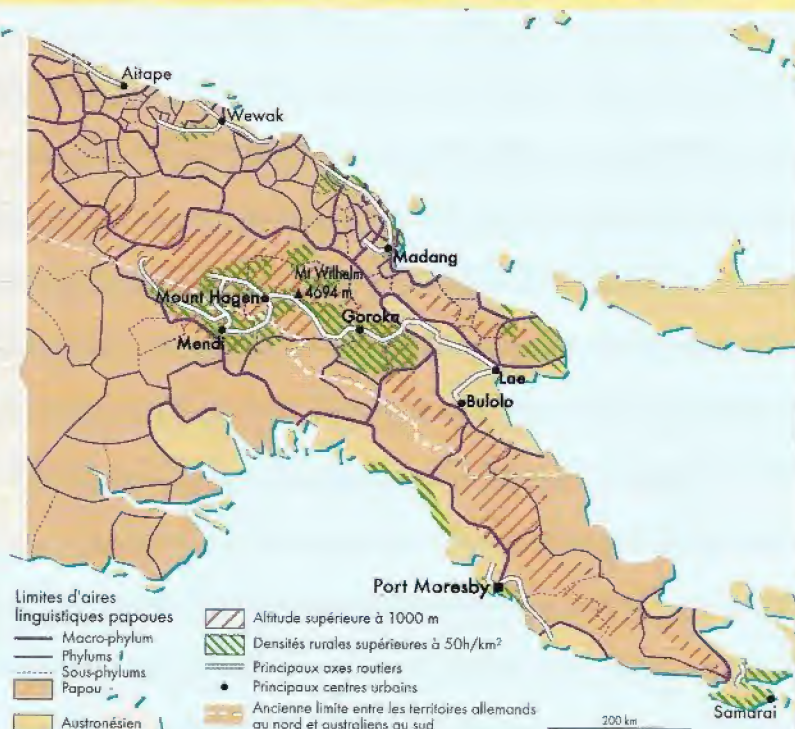 Aitape
Wewak
Madang
Mt Wilhelm
4694 m
Mount Hagen
Goroka
Mendi
Lae
Bulolo
Port Moresby
Samarai
Limites d'aires
linguistiques papoues
Macro-phylum
Phylums
Sous-phylums
Papou
Austronésien
Altitude supérieure à 1000 m
Densités rurales supérieures à 50h/km²
Principaux axes routiers
Principaux centres urbains
Ancienne limite entre les territoires allemands
au nord et australiens au sud
200 km